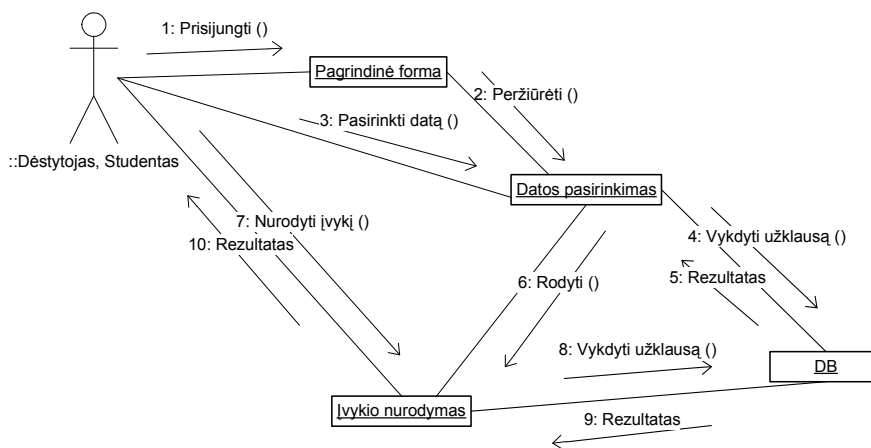 1: Prisijungti ()
Pagrindinė forma
2: Peržiūrėti ()
3: Pasirinkti datą ()
::Dėstytojas, Studentas
Datos pasirinkimas
7: Nurodyti įvykį ()
10: Rezultatas
4: Vykdyti užklausą ()
5: Rezultatas
6: Rodyti ()
8: Vykdyti užklausą ()
DB
Įvykio nurodymas
9: Rezultatas